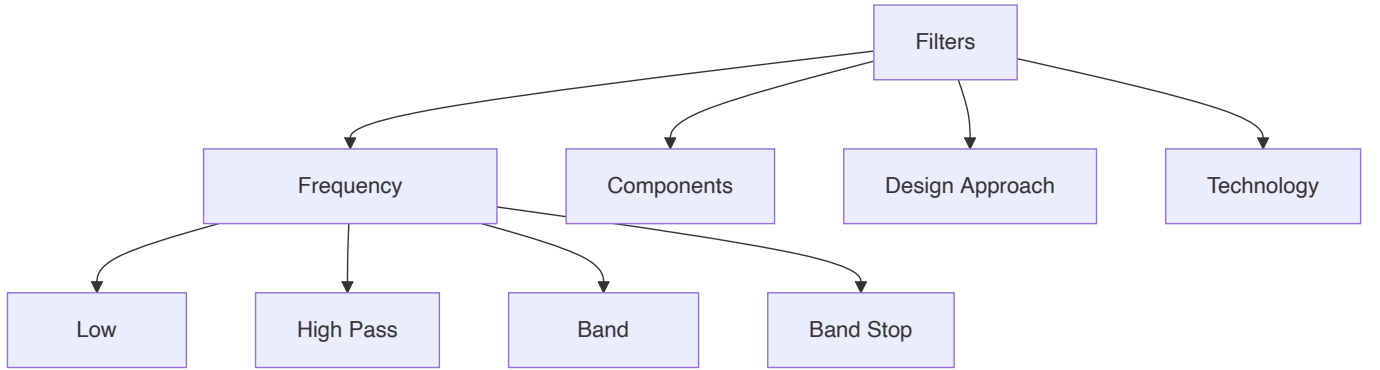 Filters
Frequency
Components
Design Approach
Technology
Low
High Pass
Band
Band Stop